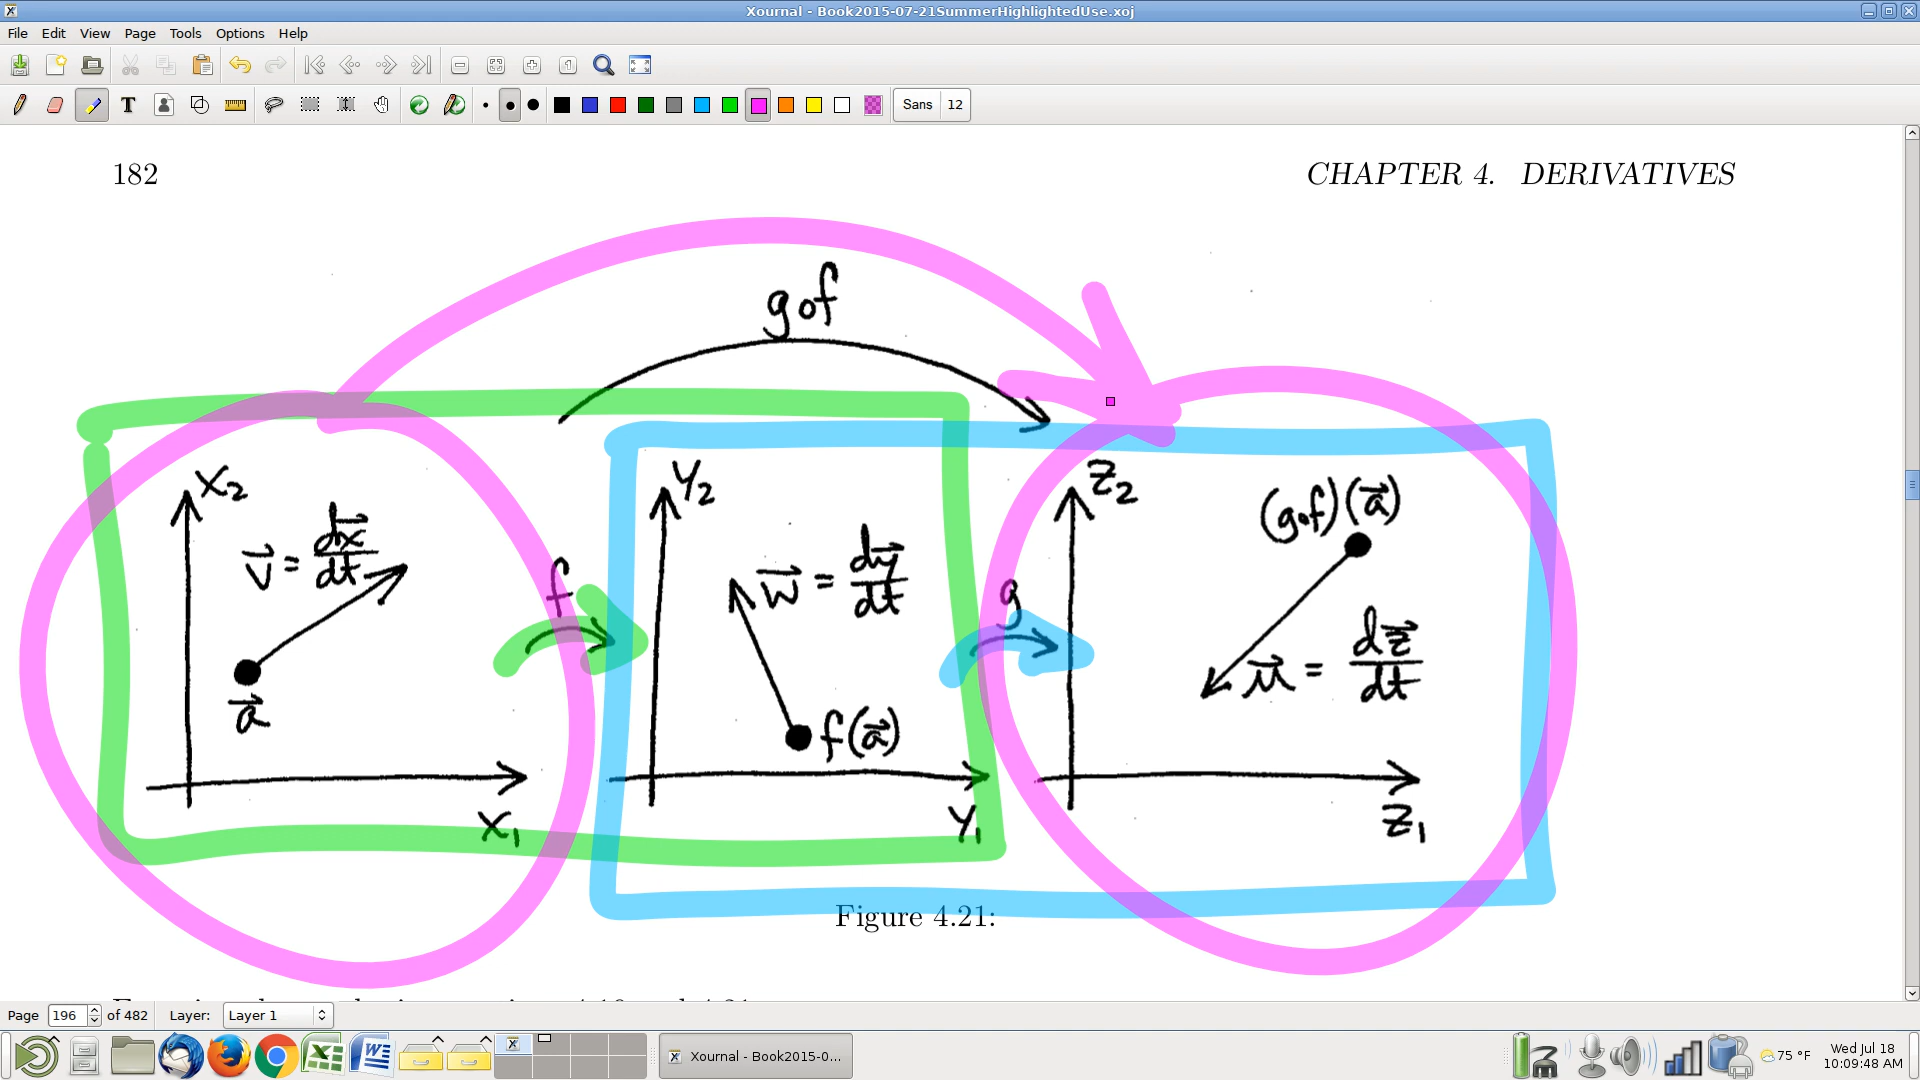 Xournal - Book2015-07-21SummerHighlightedUse.xoj
File Edit View Page Tools Options Help
Sans 12
182 CHAPTER 4. DERIVATIVES
g∘f
x₂
v⃗ = dx⃗/dt
a⃗
x₁
f
y₂
w⃗ = dy⃗/dt
f(a⃗)
y₁
g
z₂
(g∘f)(a⃗)
u⃗ = dz⃗/dt
z₁
Figure 4.21:
Page 196 of 482 Layer: Layer 1
Xournal - Book2015-0...
75 °F
Wed Jul 18
10:09:48 AM